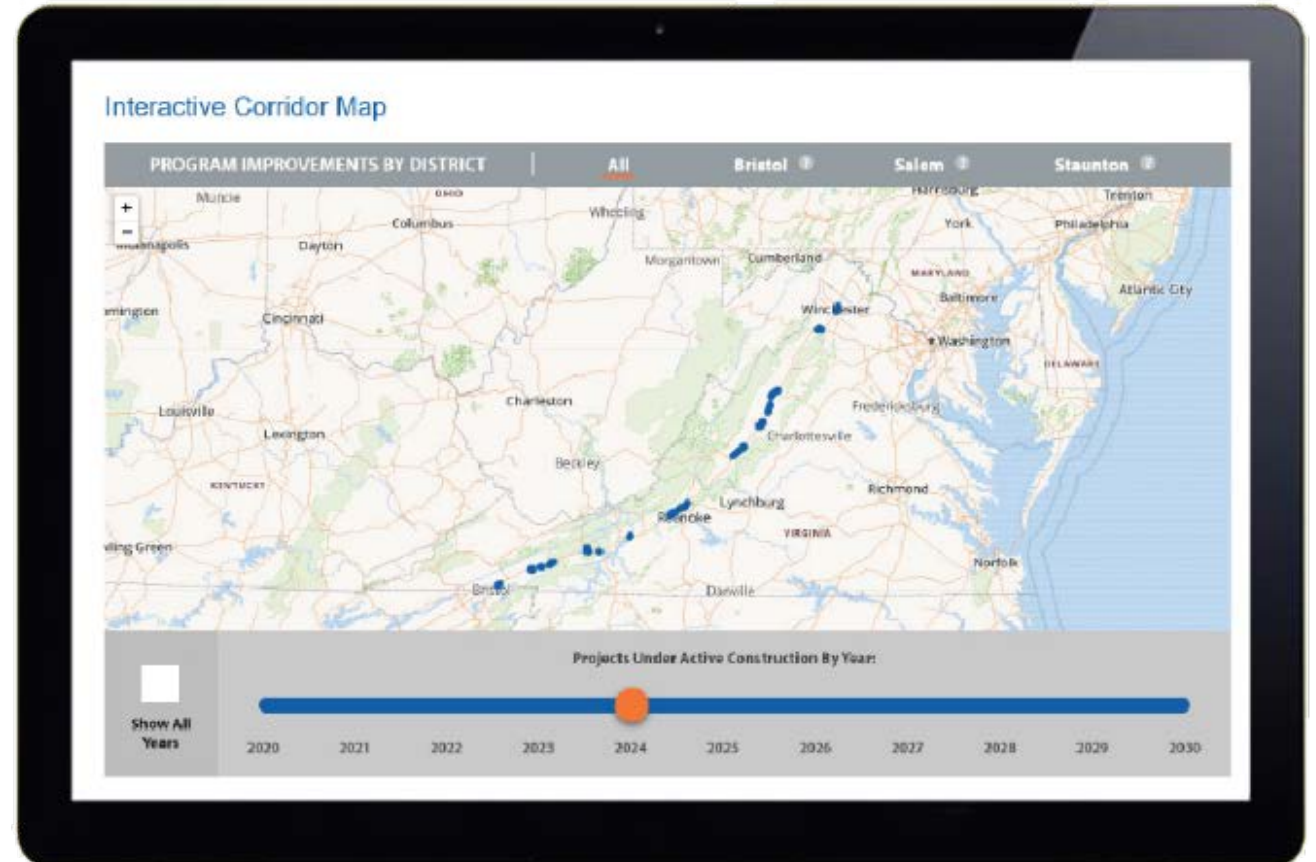 Interactive Corridor Map
PROGRAM IMPROVEMENTS BY DISTRICT | All Bristol Salem Staunton
+
−
Muncie
OHIO
Columbus
Wheeling
Harrisburg
Trenton
York
Philadelphia
Dayton
Morgantown
Cumberland
MARYLAND
Baltimore
Atlantic City
Cincinnati
Winchester
Washington
DELAWARE
Louisville
Charleston
Fredericksburg
Lexington
Charlottesville
Beckley
KENTUCKY
Richmond
Lynchburg
Roanoke
VIRGINIA
Norfolk
Bristol
Danville
Projects Under Active Construction By Year:
Show All
Years
2020 2021 2022 2023 2024 2025 2026 2027 2028 2029 2030